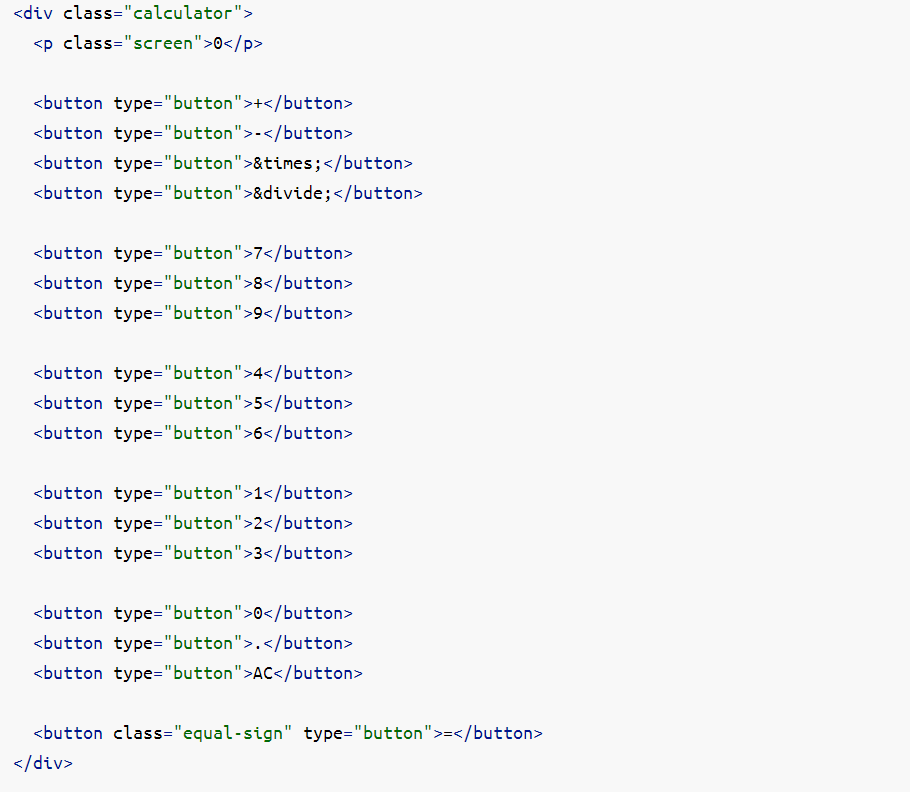 <div class="calculator">
<p class="screen">0</p>
<button type="button">+</button>
<button type="button">-</button>
<button type="button">&times;</button>
<button type="button">&divide;</button>
<button type="button">7</button>
<button type="button">8</button>
<button type="button">9</button>
<button type="button">4</button>
<button type="button">5</button>
<button type="button">6</button>
<button type="button">1</button>
<button type="button">2</button>
<button type="button">3</button>
<button type="button">0</button>
<button type="button">.</button>
<button type="button">AC</button>
<button class="equal-sign" type="button">=</button>
</div>